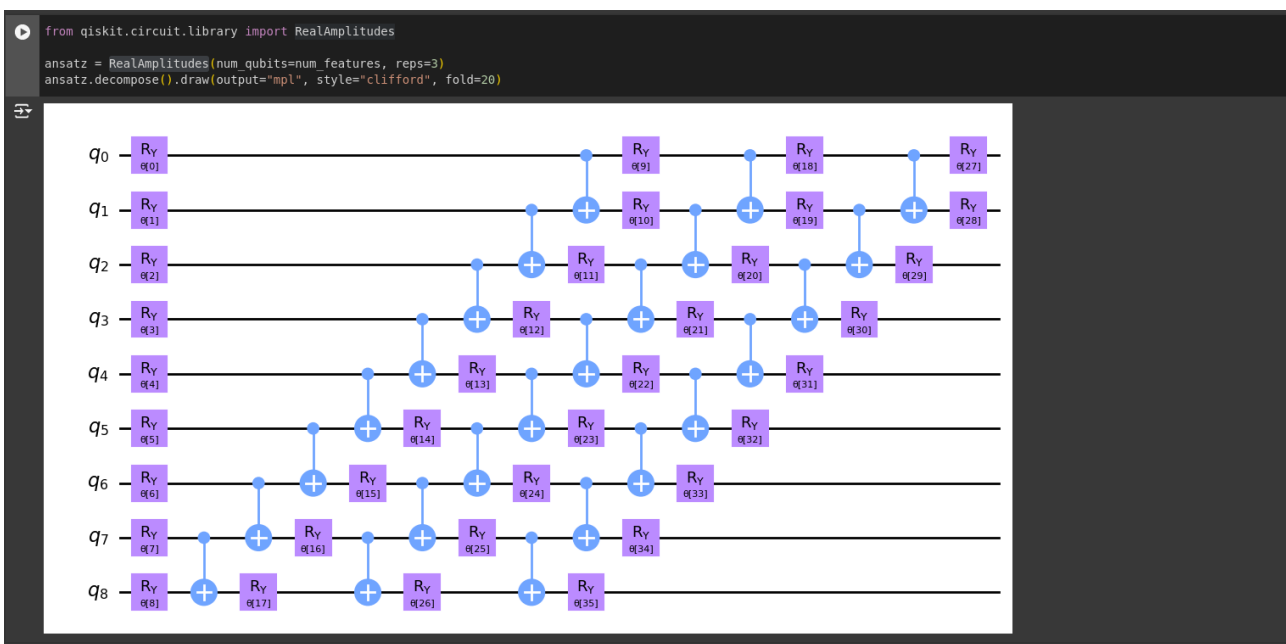 from qiskit.circuit.library import RealAmplitudes
ansatz = RealAmplitudes(num_qubits=num_features, reps=3)
ansatz.decompose().draw(output="mpl", style="clifford", fold=20)
q0 RY θ[0] RY θ[9] RY θ[18] RY θ[27]
q1 RY θ[1] RY θ[10] RY θ[19] RY θ[28]
q2 RY θ[2] RY θ[11] RY θ[20] RY θ[29]
q3 RY θ[3] RY θ[12] RY θ[21] RY θ[30]
q4 RY θ[4] RY θ[13] RY θ[22] RY θ[31]
q5 RY θ[5] RY θ[14] RY θ[23] RY θ[32]
q6 RY θ[6] RY θ[15] RY θ[24] RY θ[33]
q7 RY θ[7] RY θ[16] RY θ[25] RY θ[34]
q8 RY θ[8] RY θ[17] RY θ[26] RY θ[35]